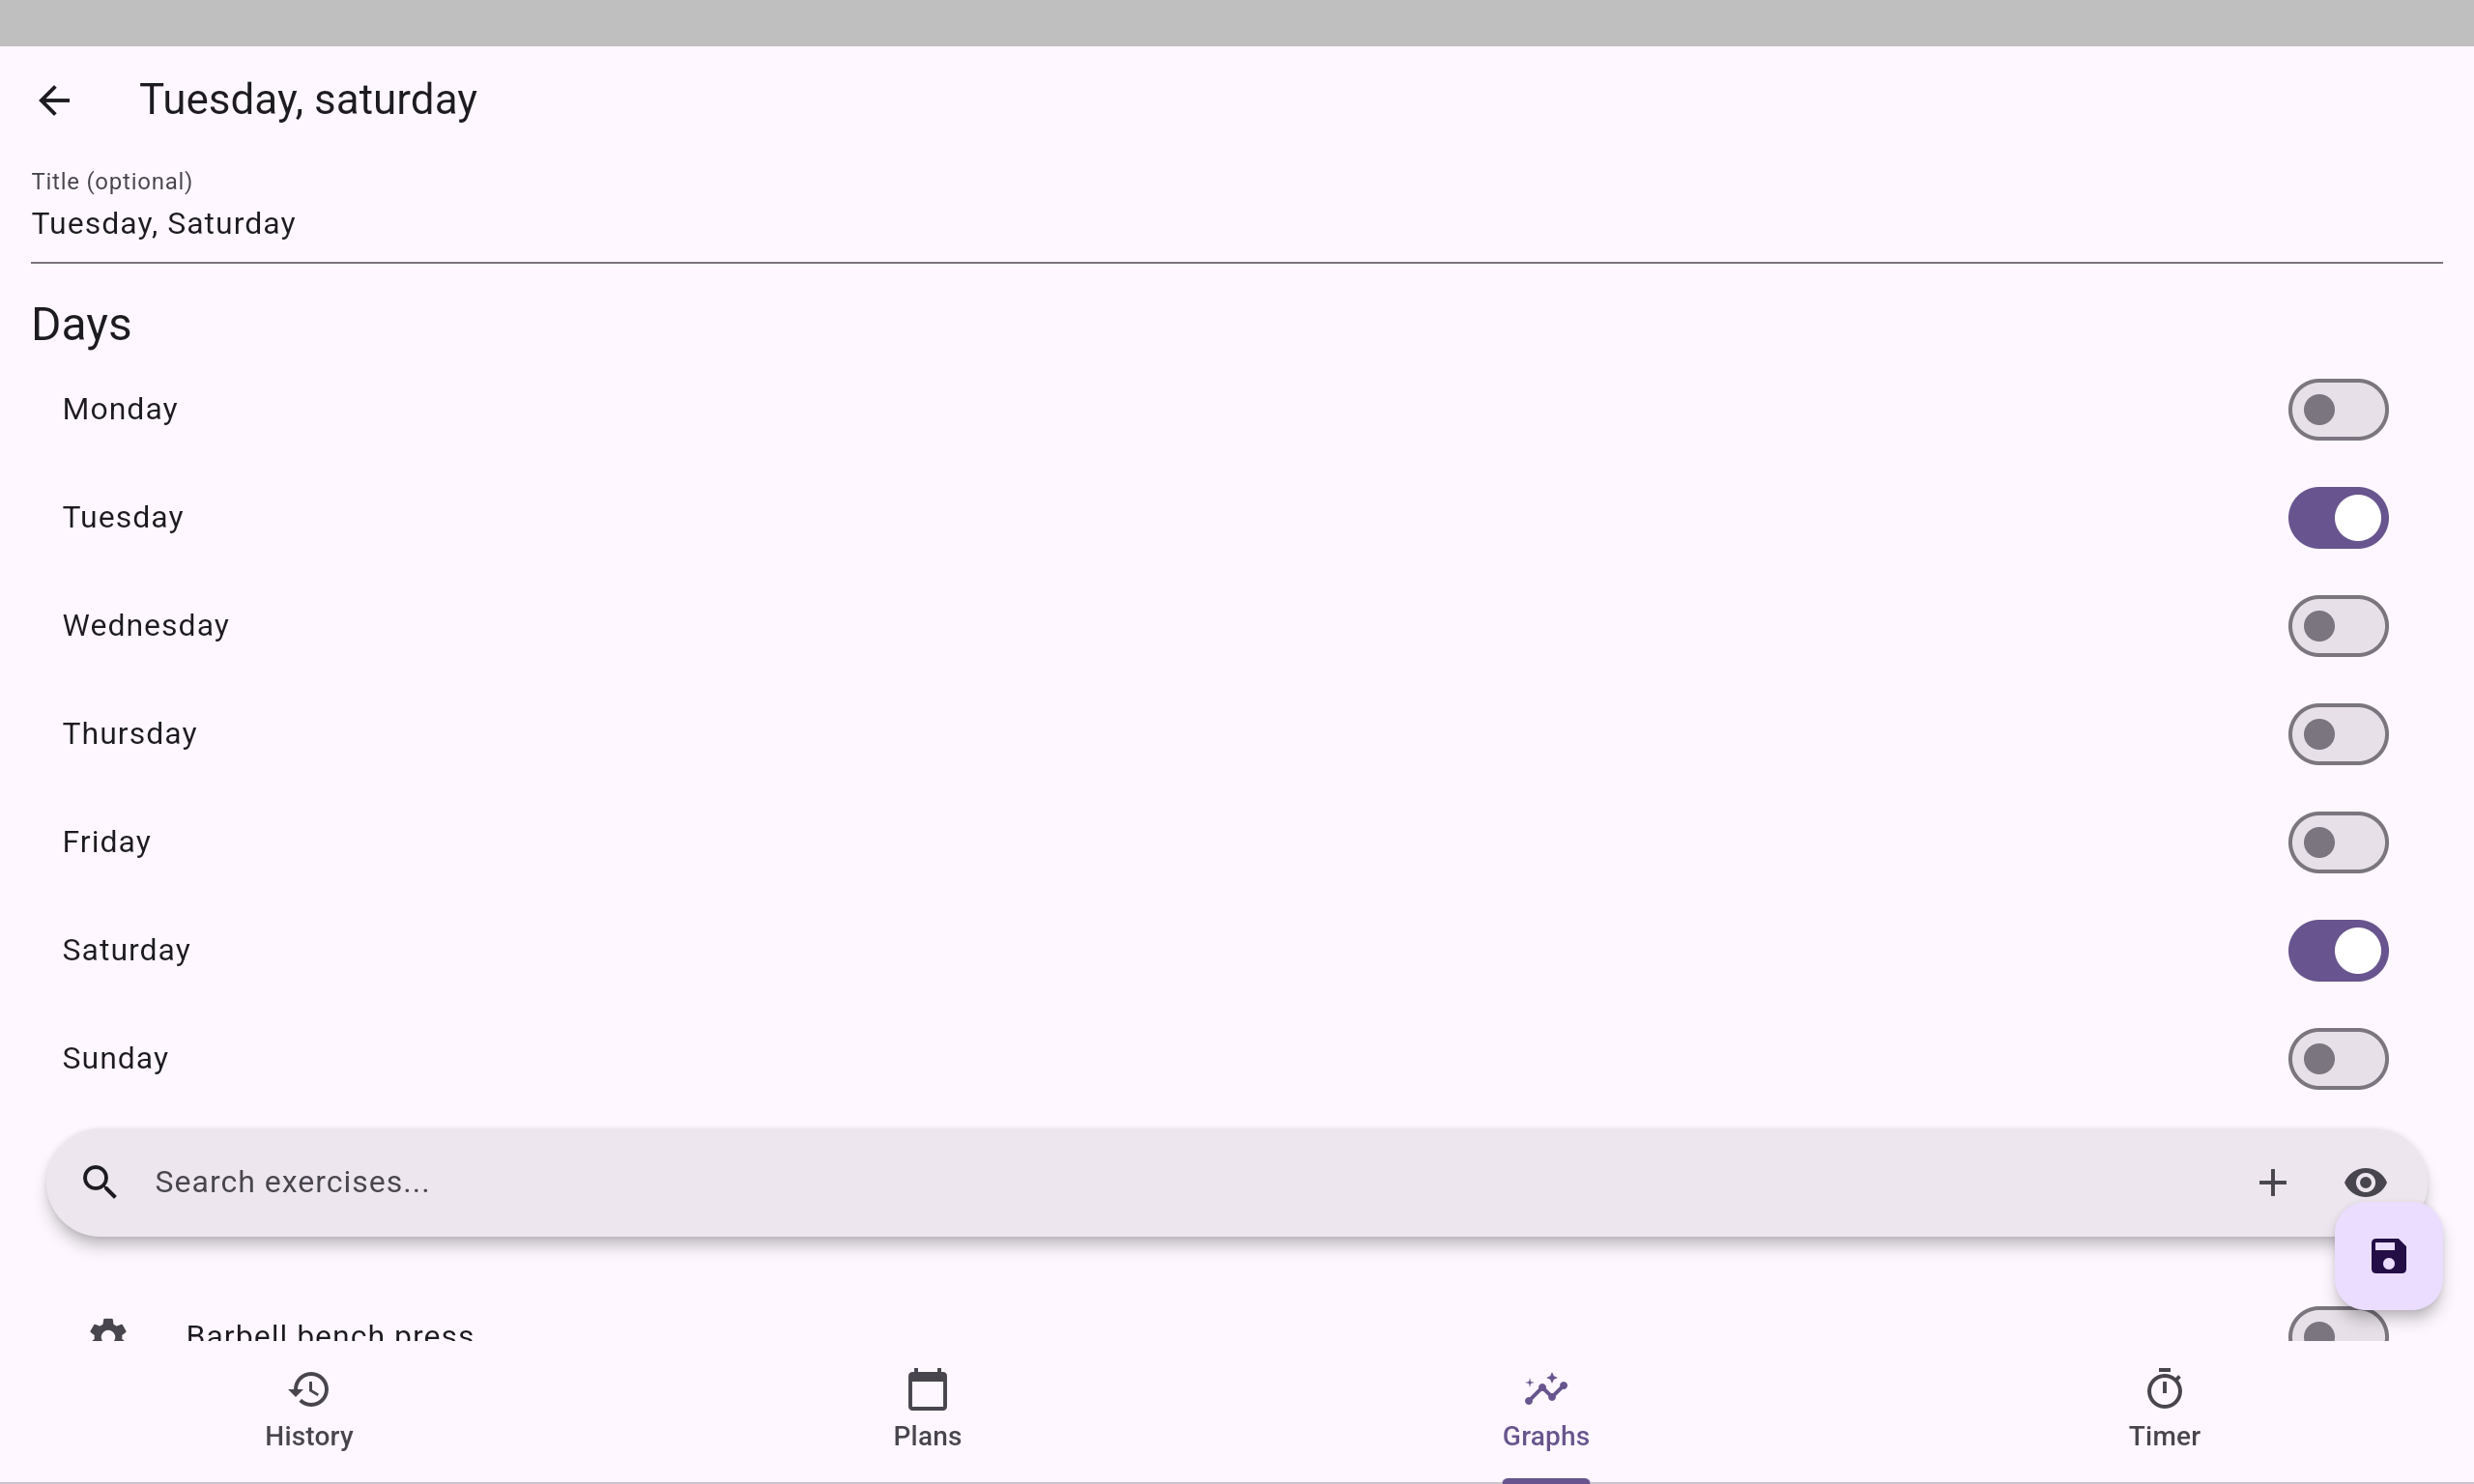 Tuesday, saturday
Title (optional)
Tuesday, Saturday
Days
Monday
Tuesday
Wednesday
Thursday
Friday
Saturday
Sunday
Search exercises...
Barbell bench press
History
Plans
Graphs
Timer